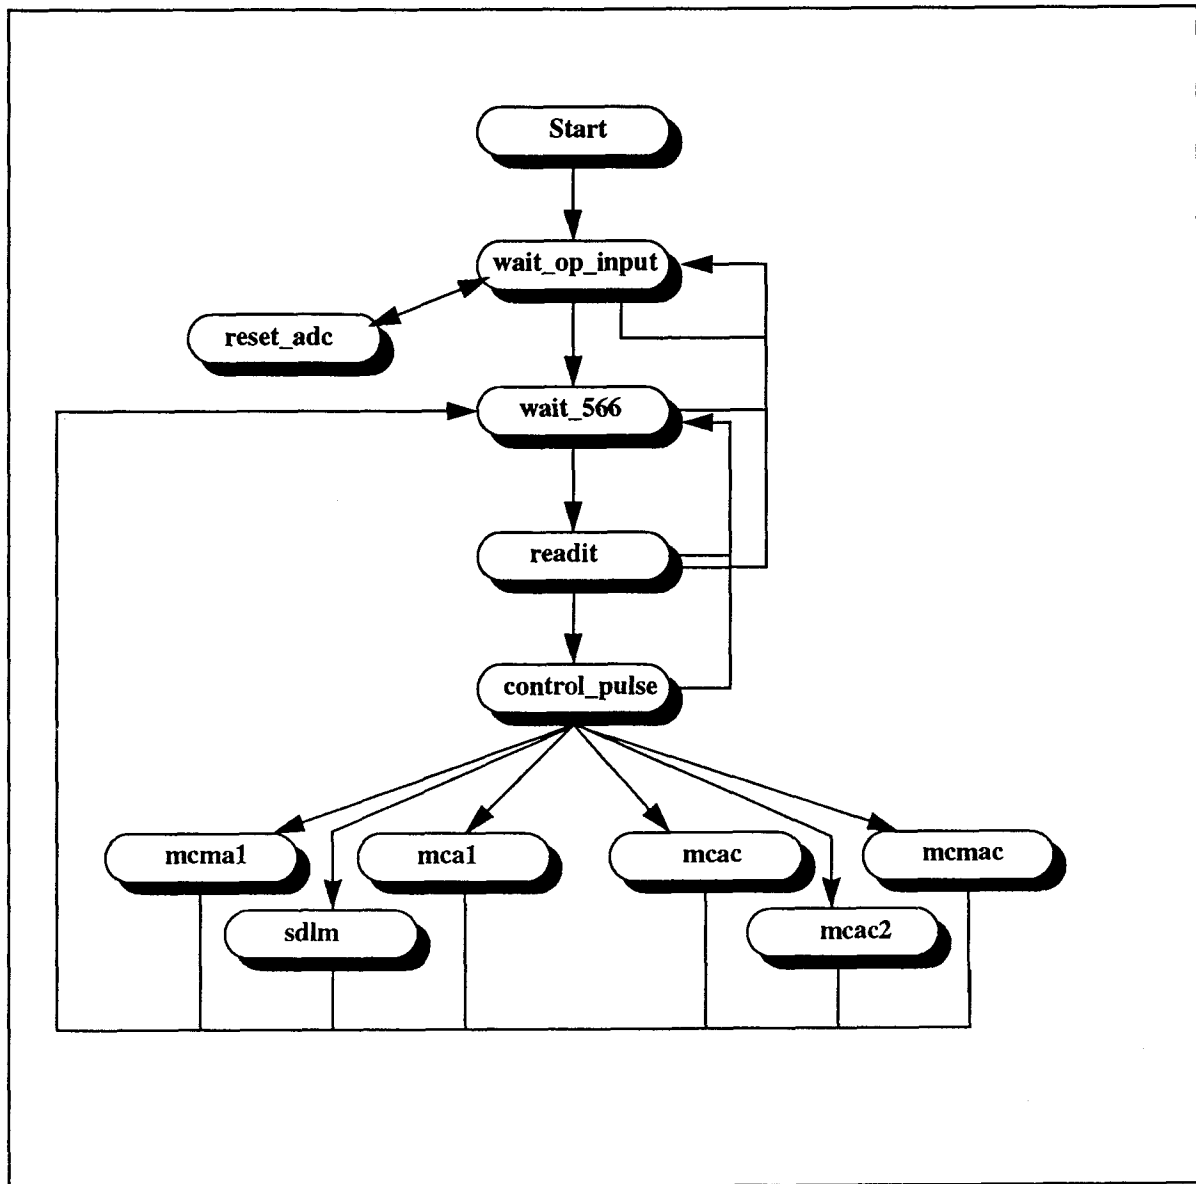 Start
wait_op_input
reset_adc
wait_566
readit
control_pulse
mcma1
mca1
mcac
mcmac
sdlm
mcac2